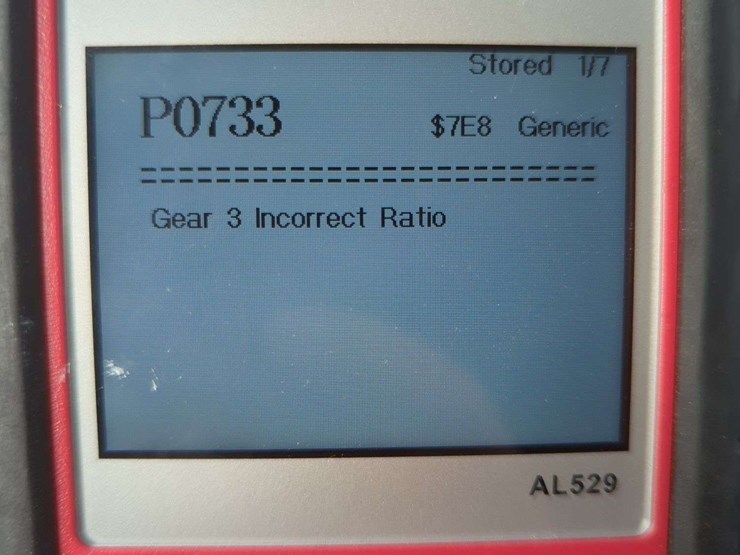 Stored 1/7
P0733 $7E8 Generic
==============================
Gear 3 Incorrect Ratio
AL529